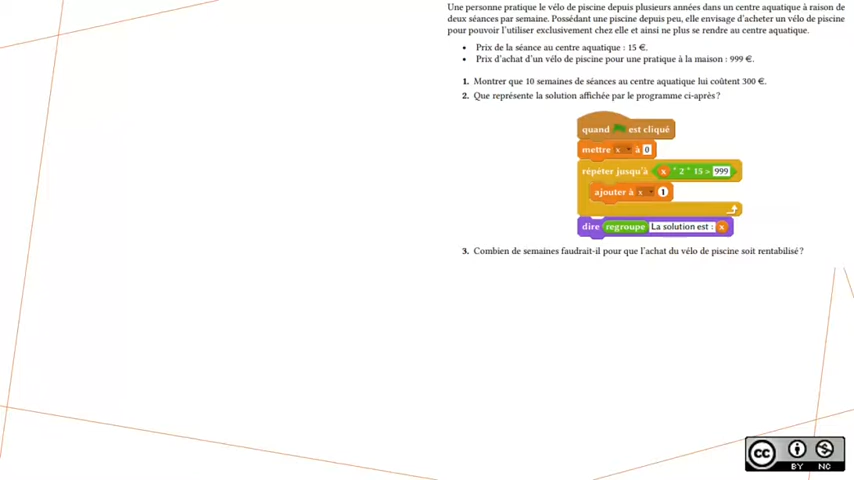 Une personne pratique le vélo de piscine depuis plusieurs années dans un centre aquatique à raison de
deux séances par semaine. Possédant une piscine depuis peu, elle envisage d'acheter un vélo de piscine
pour pouvoir l'utiliser exclusivement chez elle et ainsi ne plus se rendre au centre aquatique.
• Prix de la séance au centre aquatique : 15 €.
• Prix d'achat d'un vélo de piscine pour une pratique à la maison : 999 €.
1. Montrer que 10 semaines de séances au centre aquatique lui coûtent 300 €.
2. Que représente la solution affichée par le programme ci-après ?
quand est cliqué
mettre x à 0
répéter jusqu'à x * 2 * 15 > 999
ajouter à x 1
dire regroupe La solution est : x
3. Combien de semaines faudrait-il pour que l'achat du vélo de piscine soit rentabilisé ?
cc
BY NC